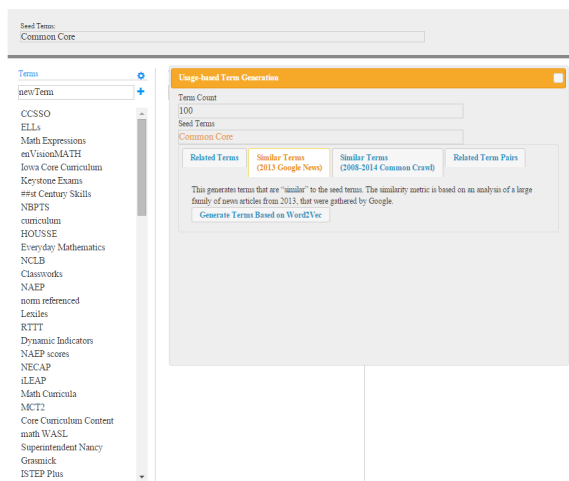 Seed Terms:
Common Core
Terms
newTerm
CCSSO
ELLs
Math Expressions
enVisionMATH
Iowa Core Curriculum
Keystone Exams
##st Century Skills
NBPTS
curriculum
HOUSSE
Everyday Mathematics
NCLB
Classworks
NAEP
norm referenced
Lexiles
RTTT
Dynamic Indicators
NAEP scores
NECAP
iLEAP
Math Curricula
MCT2
Core Curriculum Content
math WASL
Superintendent Nancy
Grasmick
ISTEP Plus
Usage-based Term Generation
Term Count
100
Seed Terms
Common Core
Related Terms
Similar Terms
(2013 Google News)
Similar Terms
(2008-2014 Common Crawl)
Related Term Pairs
This generates terms that are "similar" to the seed terms. The similarity metric is based on an analysis of a large
family of news articles from 2013, that were gathered by Google.
Generate Terms Based on Word2Vec